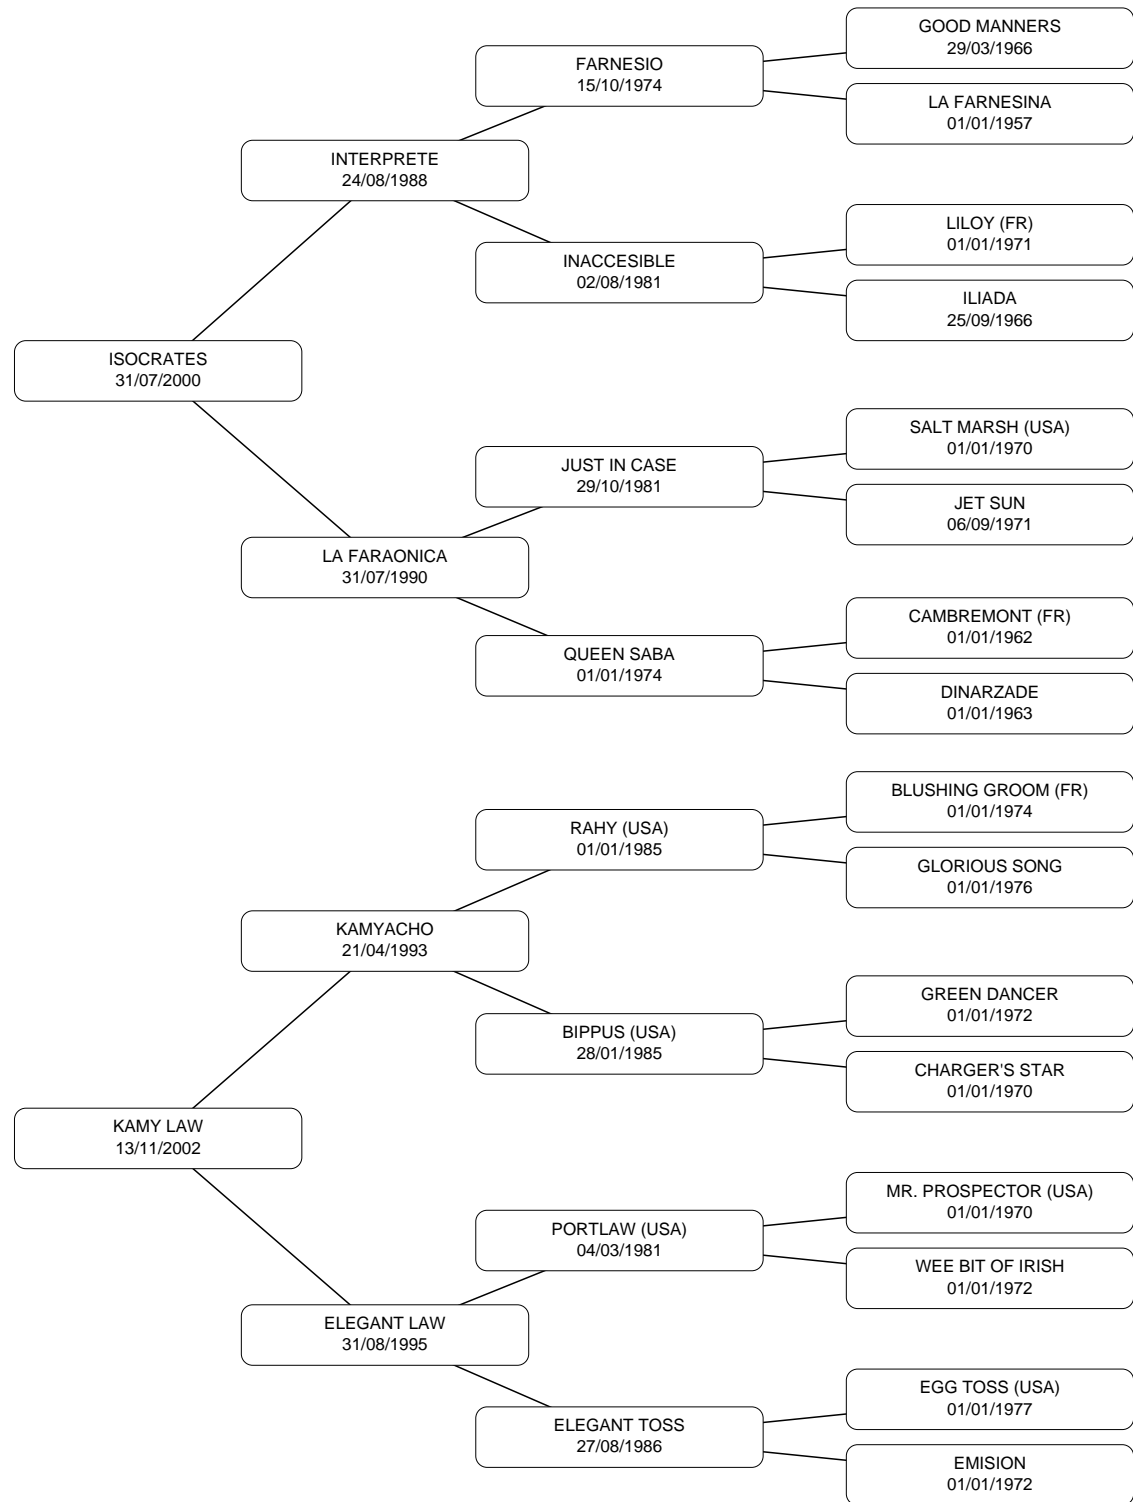 GOOD MANNERS
29/03/1966
FARNESIO
15/10/1974
LA FARNESINA
01/01/1957
INTERPRETE
24/08/1988
LILOY (FR)
01/01/1971
INACCESIBLE
02/08/1981
ILIADA
25/09/1966
ISOCRATES
31/07/2000
SALT MARSH (USA)
01/01/1970
JUST IN CASE
29/10/1981
JET SUN
06/09/1971
LA FARAONICA
31/07/1990
CAMBREMONT (FR)
01/01/1962
QUEEN SABA
01/01/1974
DINARZADE
01/01/1963
BLUSHING GROOM (FR)
01/01/1974
RAHY (USA)
01/01/1985
GLORIOUS SONG
01/01/1976
KAMYACHO
21/04/1993
GREEN DANCER
01/01/1972
BIPPUS (USA)
28/01/1985
CHARGER'S STAR
01/01/1970
KAMY LAW
13/11/2002
MR. PROSPECTOR (USA)
01/01/1970
PORTLAW (USA)
04/03/1981
WEE BIT OF IRISH
01/01/1972
ELEGANT LAW
31/08/1995
EGG TOSS (USA)
01/01/1977
ELEGANT TOSS
27/08/1986
EMISION
01/01/1972